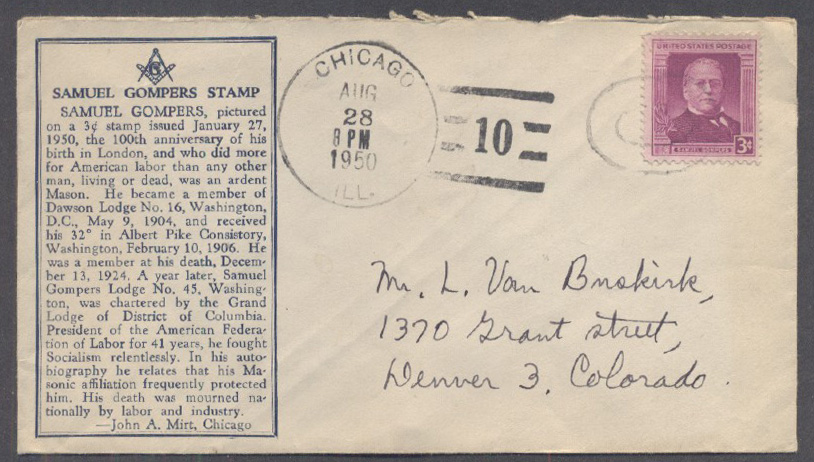 G
SAMUEL GOMPERS STAMP
SAMUEL GOMPERS, pictured
on a 3¢ stamp issued January 27,
1950, the 100th anniversary of his
birth in London, and who did more
for American labor than any other
man, living or dead, was an ardent
Mason. He became a member of
Dawson Lodge No. 16, Washington,
D.C., May 9, 1904, and received
his 32° in Albert Pike Consistory,
Washington, February 10, 1906. He
was a member at his death, Decem-
ber 13, 1924. A year later, Samuel
Gompers Lodge No. 45, Washing-
ton, was chartered by the Grand
Lodge of District of Columbia.
President of the American Federa-
tion of Labor for 41 years, he fought
Socialism relentlessly. In his auto-
biography he relates that his Ma-
sonic affiliation frequently protected
him. His death was mourned na-
tionally by labor and industry.
—John A. Mirt, Chicago
CHICAGO
AUG
28
8 PM
1950
ILL.
10
UNITED STATES POSTAGE
SAMUEL GOMPERS
3¢
Mr. L. Van Buskirk,
1370 Grant street,
Denver 3, Colorado.